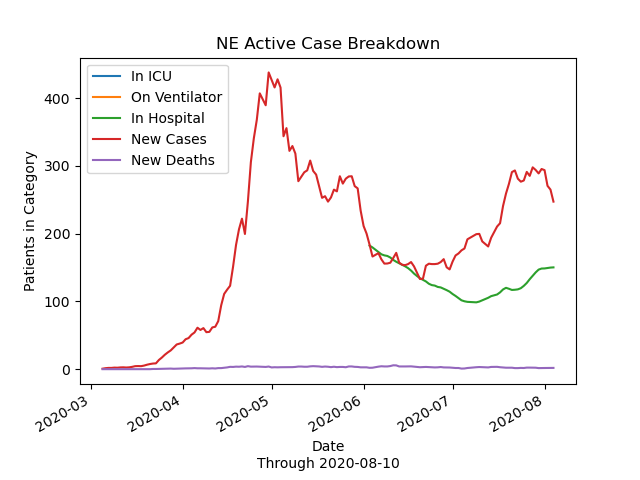 NE Active Case Breakdown
In ICU
On Ventilator
In Hospital
New Cases
New Deaths
Patients in Category
400
300
200
100
0
2020-03
2020-04
2020-05
2020-06
2020-07
2020-08
Date
Through 2020-08-10